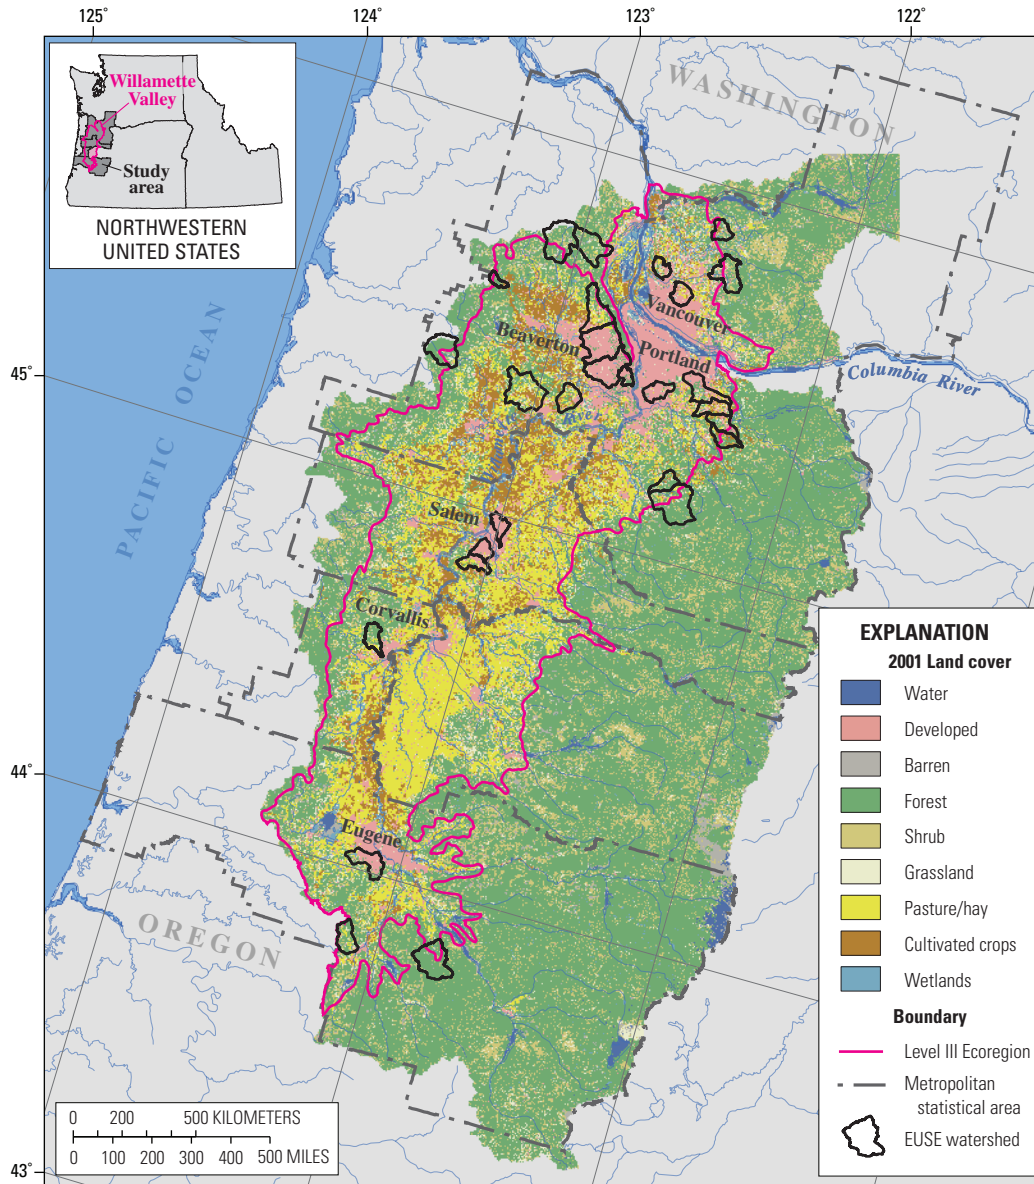 125°
124°
123°
122°
Willamette
Valley
Study
area
NORTHWESTERN
UNITED STATES
WASHINGTON
Vancouver
Beaverton
Portland
Columbia River
45°
PACIFIC OCEAN
Salem
Corvallis
44°
Eugene
OREGON
43°
EXPLANATION
2001 Land cover
Water
Developed
Barren
Forest
Shrub
Grassland
Pasture/hay
Cultivated crops
Wetlands
Boundary
Level III Ecoregion
Metropolitan
statistical area
EUSE watershed
0 200 500 KILOMETERS
0 100 200 300 400 500 MILES